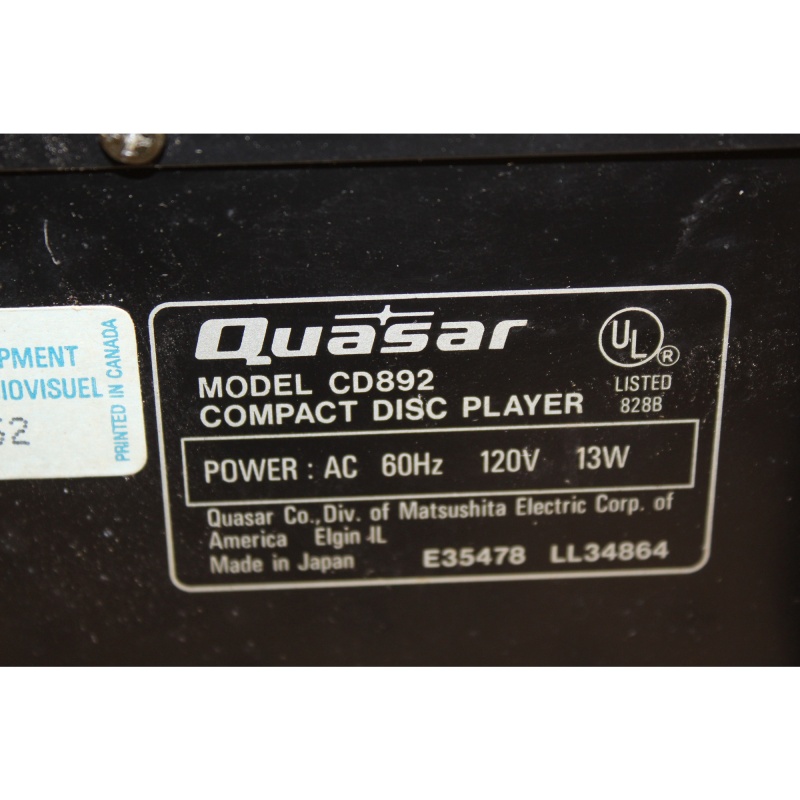 PMENT
IOVISUEL
52
PRINTED IN CANADA
Quasar
MODEL CD892
COMPACT DISC PLAYER
UL ®
LISTED
828B
POWER : AC 60Hz 120V 13W
Quasar Co., Div. of Matsushita Electric Corp. of
America Elgin IL
Made in Japan E35478 LL34864